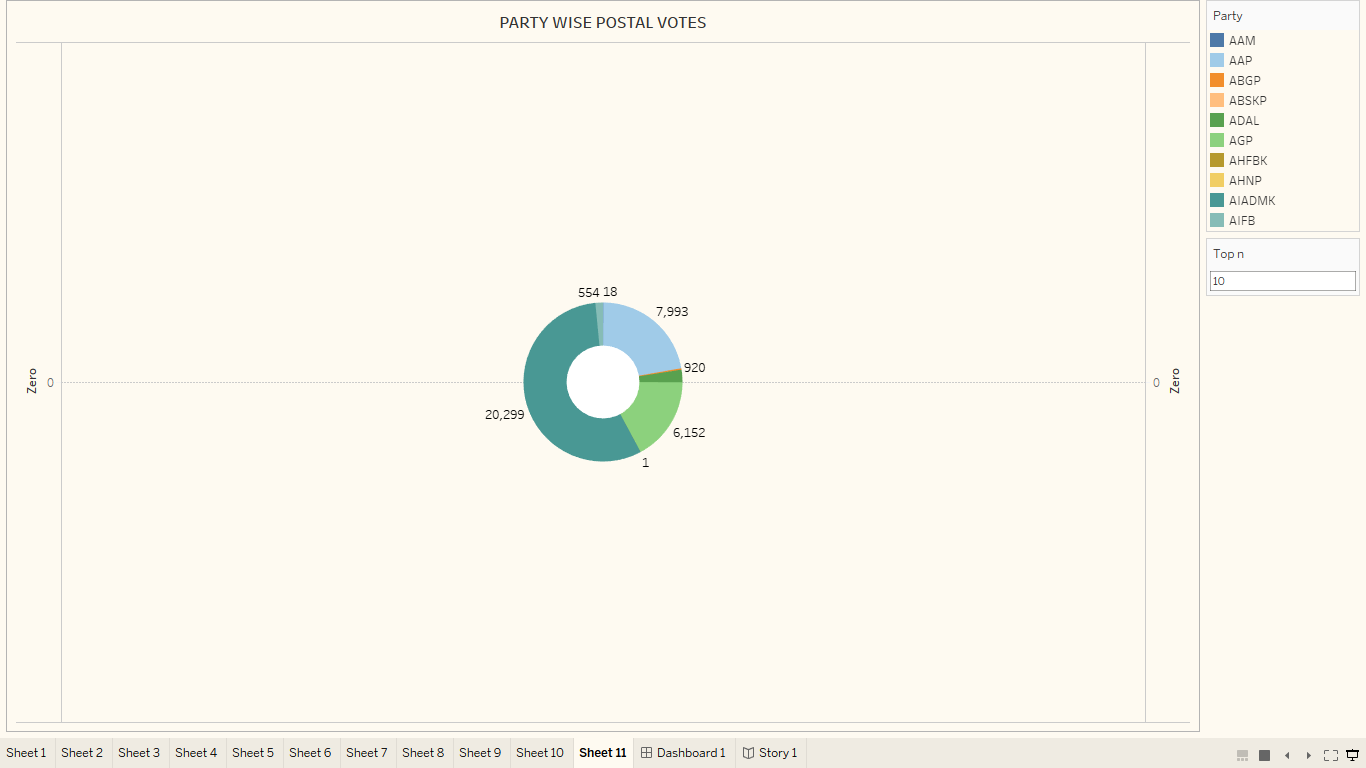 PARTY WISE POSTAL VOTES
Zero
0
554
18
7,993
920
6,152
1
20,299
0
Zero
Party
AAM
AAP
ABGP
ABSKP
ADAL
AGP
AHFBK
AHNP
AIADMK
AIFB
Top n
10
Sheet 1
Sheet 2
Sheet 3
Sheet 4
Sheet 5
Sheet 6
Sheet 7
Sheet 8
Sheet 9
Sheet 10
Sheet 11
Dashboard 1
Story 1